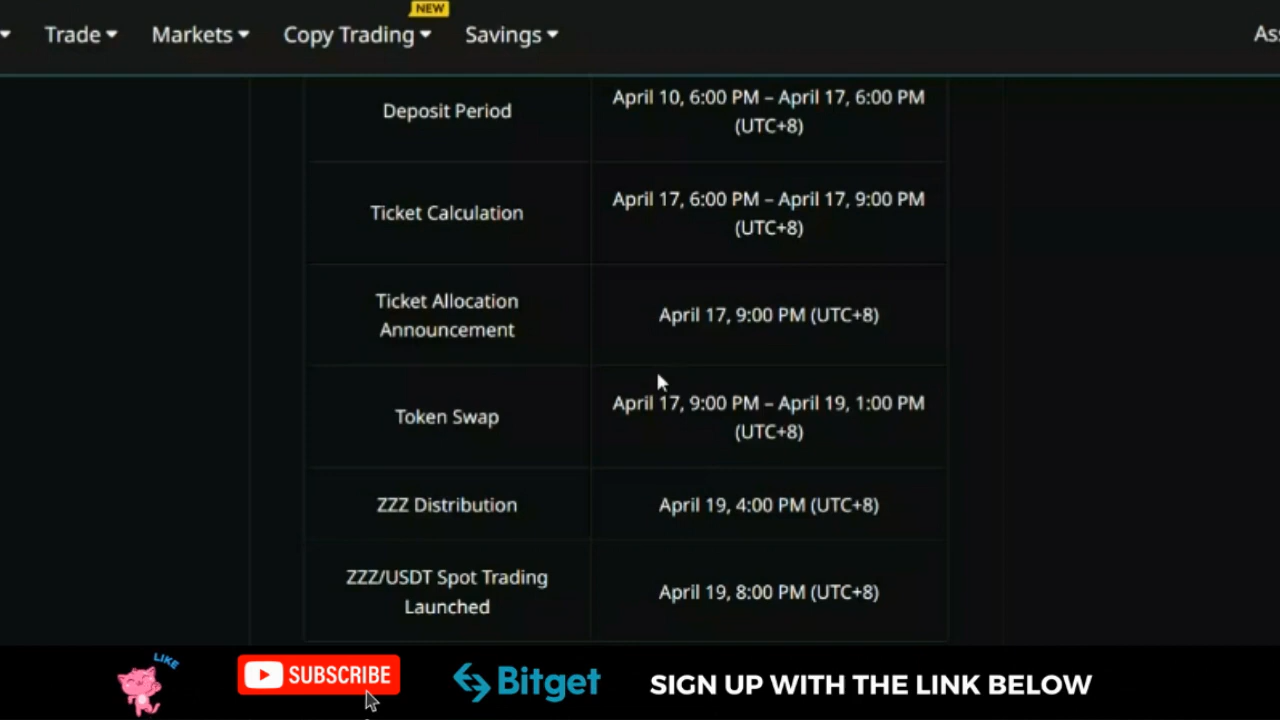 NEW
Trade Markets Copy Trading Savings
Deposit Period
April 10, 6:00 PM – April 17, 6:00 PM
(UTC+8)
Ticket Calculation
April 17, 6:00 PM – April 17, 9:00 PM
(UTC+8)
Ticket Allocation
Announcement
April 17, 9:00 PM (UTC+8)
Token Swap
April 17, 9:00 PM – April 19, 1:00 PM
(UTC+8)
ZZZ Distribution
April 19, 4:00 PM (UTC+8)
ZZZ/USDT Spot Trading
Launched
April 19, 8:00 PM (UTC+8)
LIKE
SUBSCRIBE
Bitget
SIGN UP WITH THE LINK BELOW